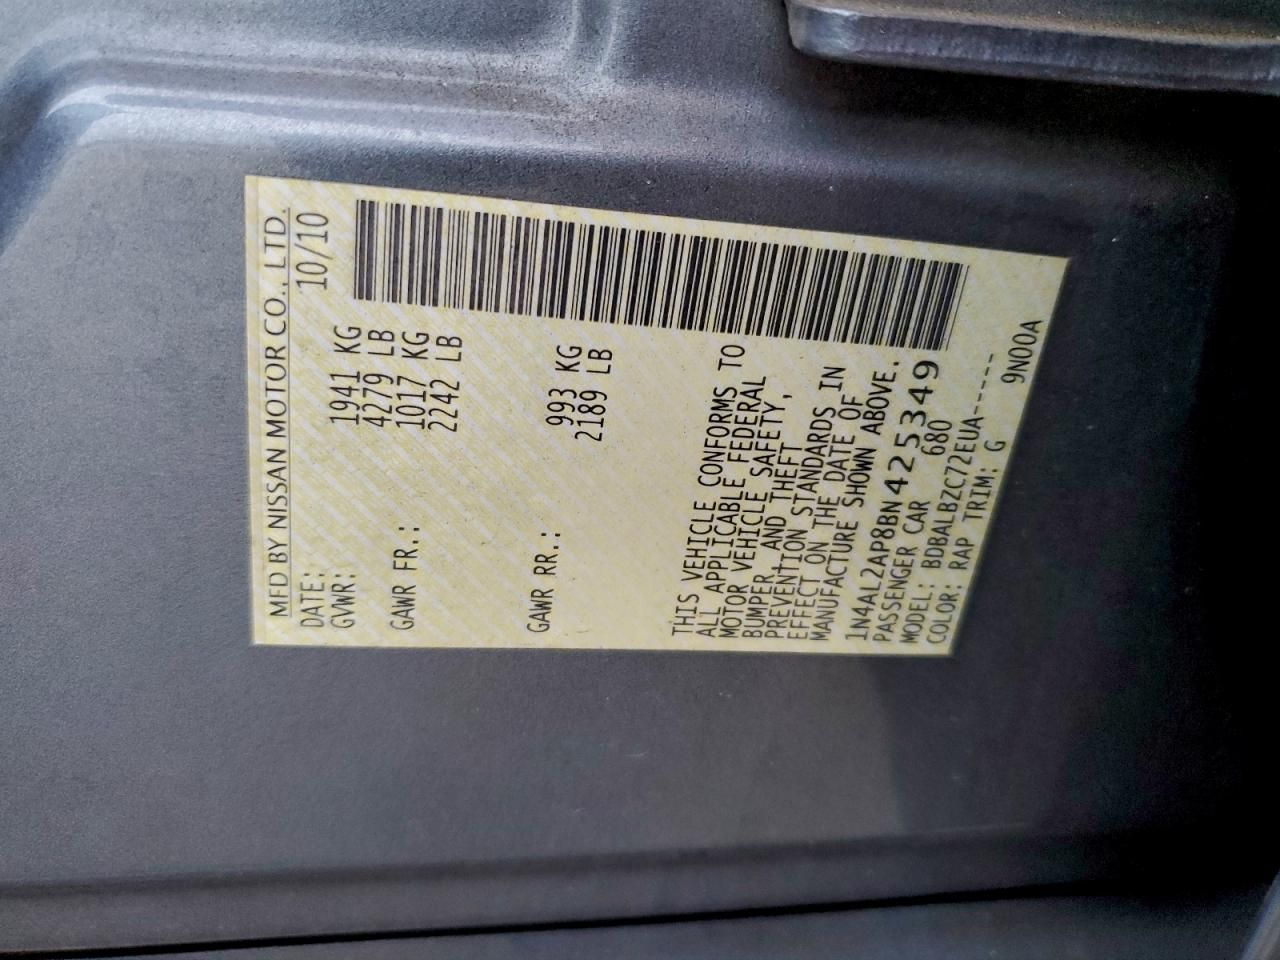 MFD BY NISSAN MOTOR CO., LTD.
DATE: 10/10
GVWR: 1941 KG
4279 LB
GAWR FR.: 1017 KG
2242 LB
GAWR RR.: 993 KG
2189 LB
THIS VEHICLE CONFORMS TO
ALL APPLICABLE FEDERAL
MOTOR VEHICLE SAFETY,
BUMPER, AND THEFT
PREVENTION STANDARDS IN
EFFECT ON THE DATE OF
MANUFACTURE SHOWN ABOVE.
1N4AL2AP8BN425349
PASSENGER CAR 680
MODEL: BDBALBZC72EUA-----
COLOR: RAP TRIM: G 9N00A